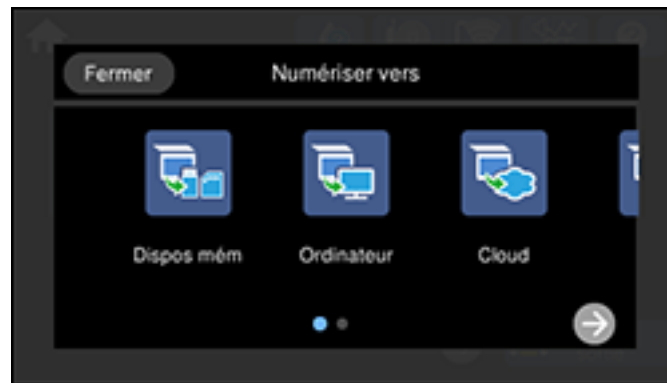 Fermer
Numériser vers
Dispos mém
Ordinateur
Cloud